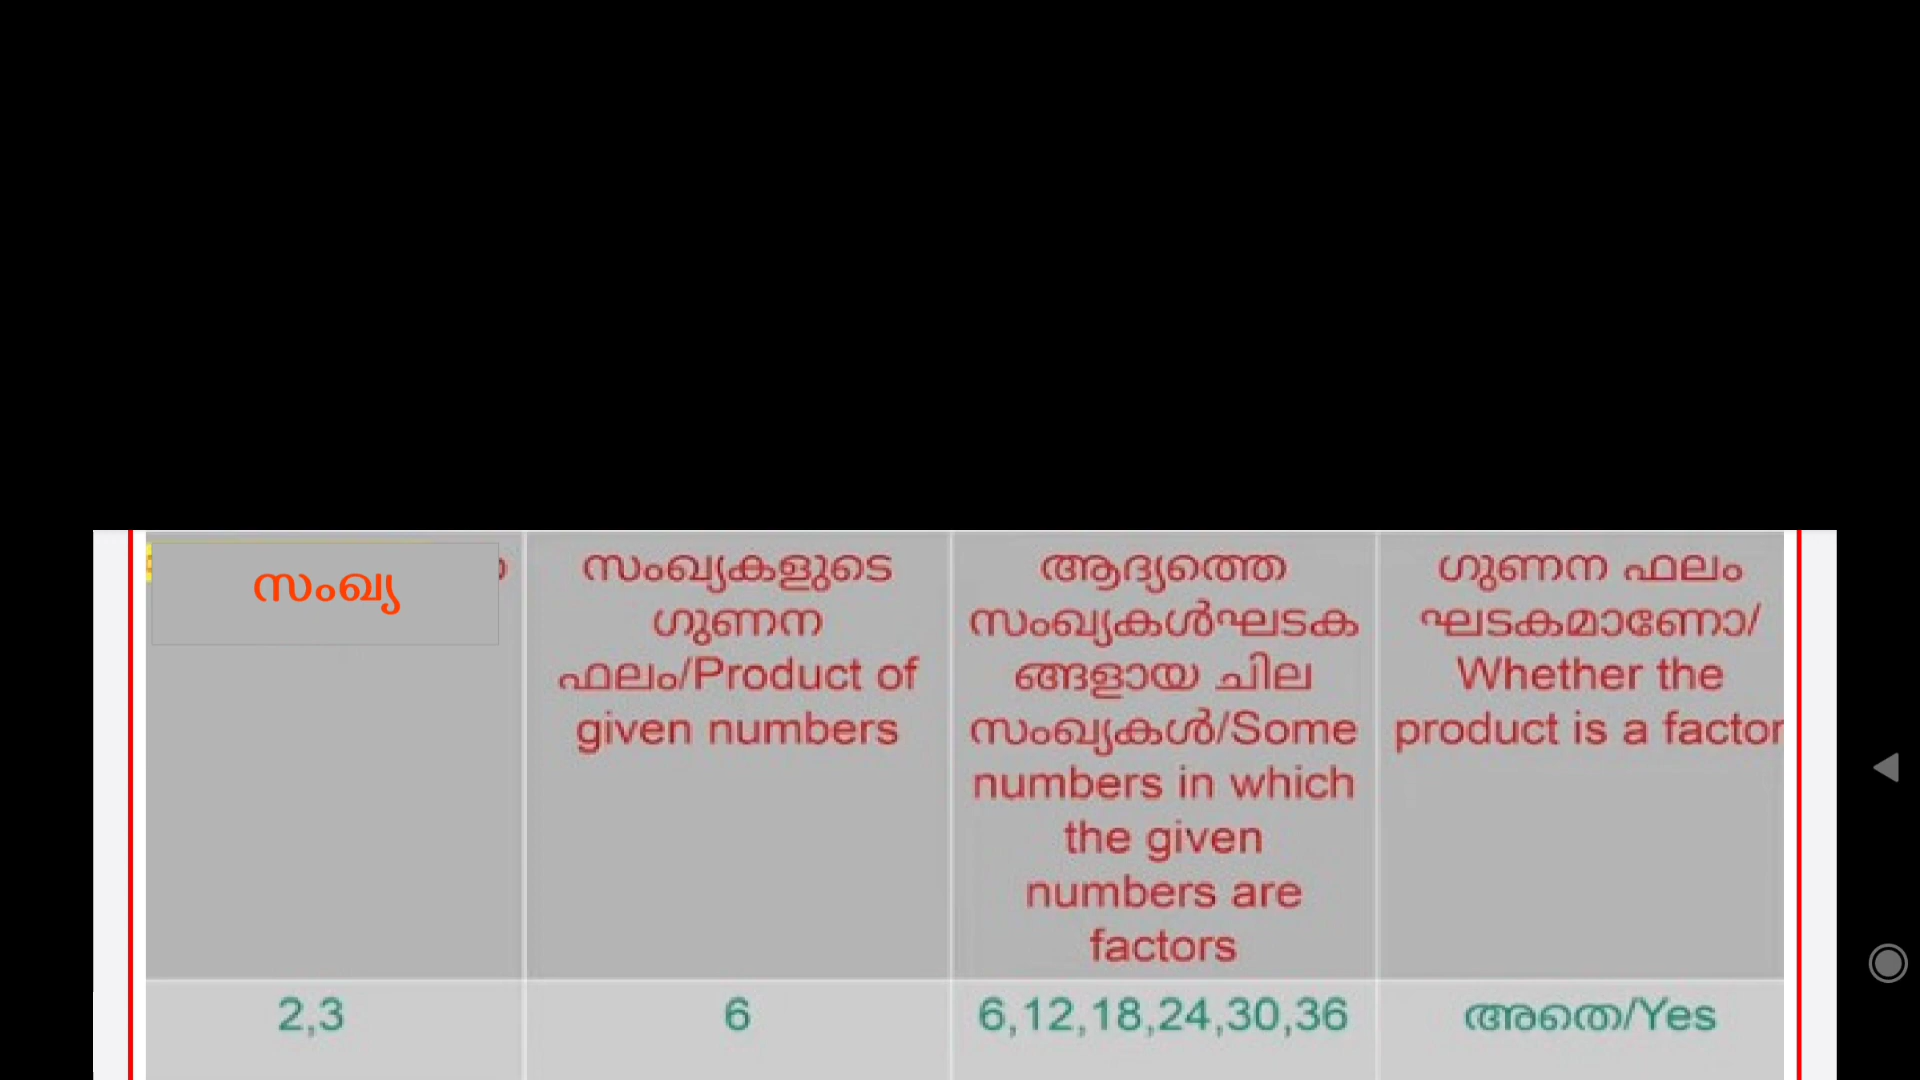 സംഖ്യ
സംഖ്യകളുടെ
ഗുണന
ഫലം/Product of
given numbers
ആദ്യത്തെ
സംഖ്യകൾഘടക
ങ്ങളായ ചില
സംഖ്യകൾ/Some
numbers in which
the given
numbers are
factors
ഗുണന ഫലം
ഘടകമാണോ/
Whether the
product is a factor
2,3
6
6,12,18,24,30,36
അതെ/Yes